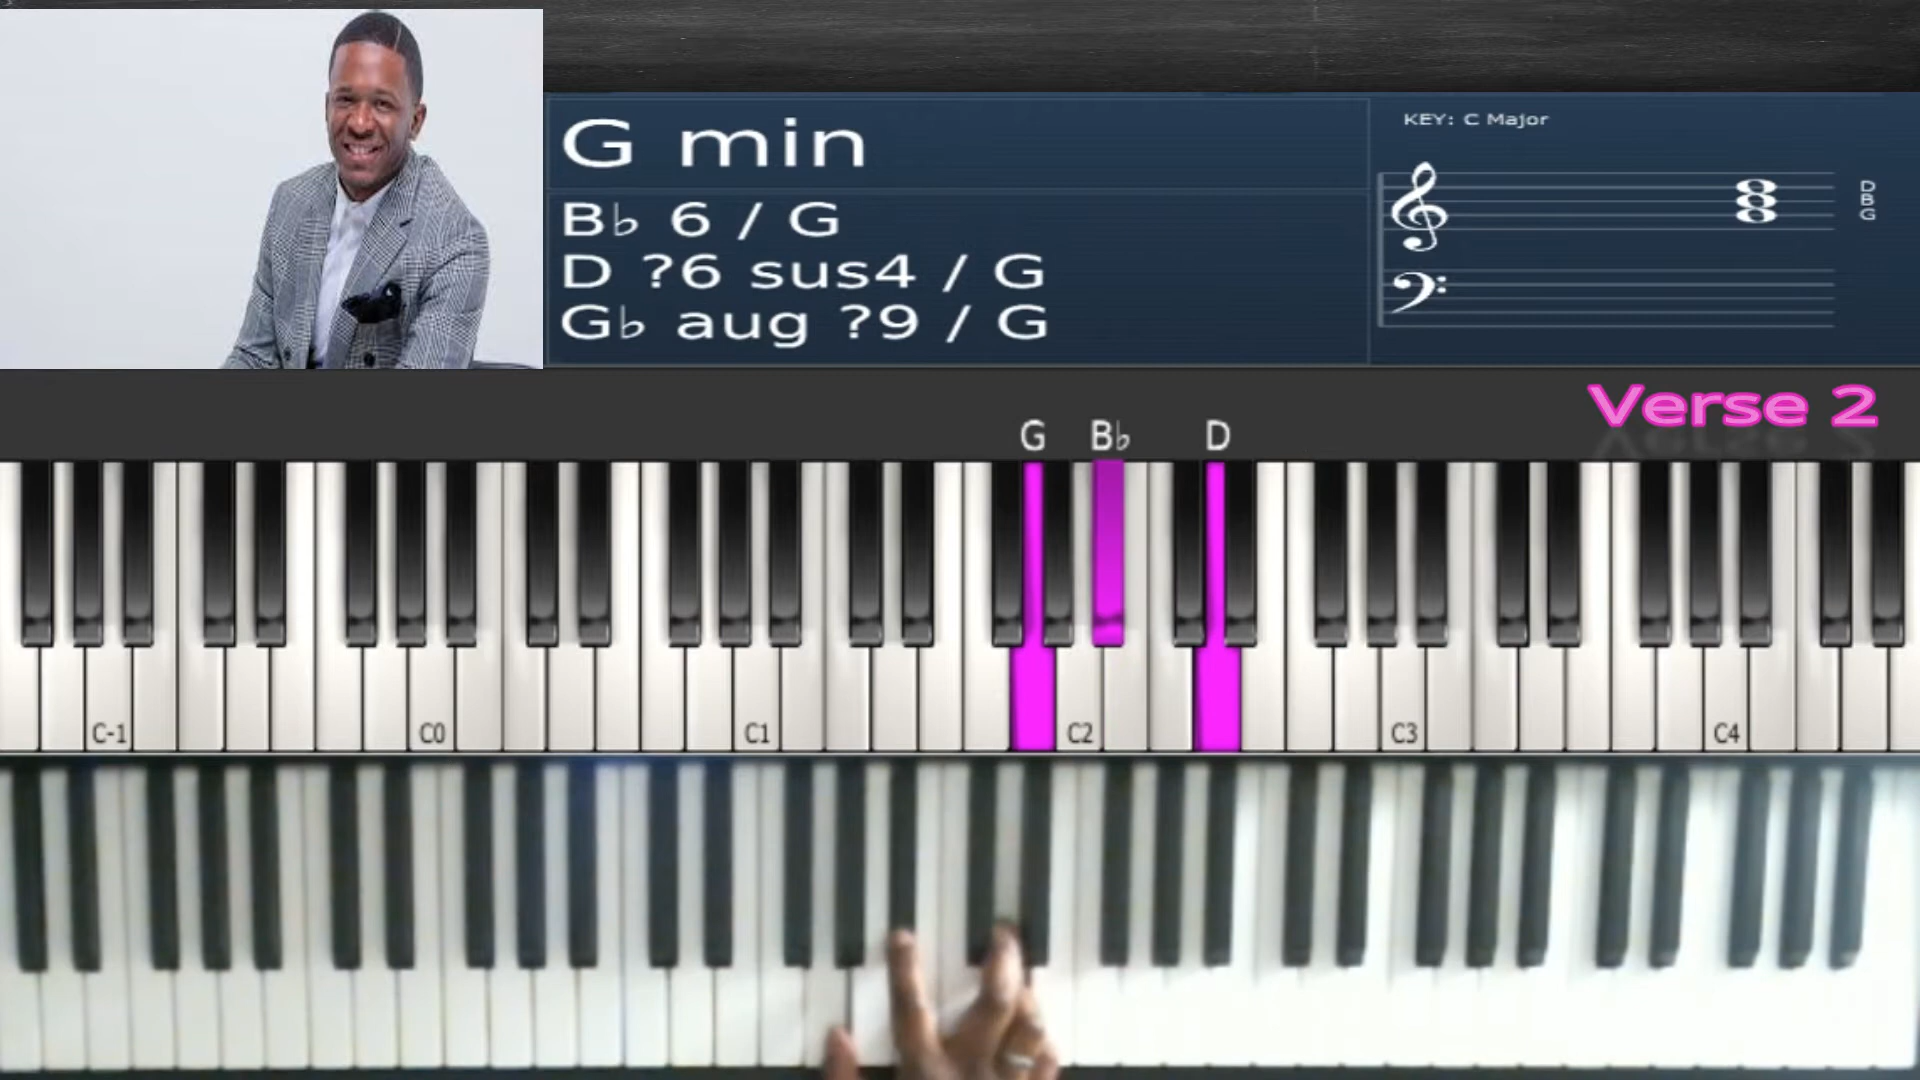 G min
B♭ 6 / G
D ?6 sus4 / G
G♭ aug ?9 / G
KEY: C Major
D
B
G
Verse 2
G B♭ D
C-1 C0 C1 C2 C3 C4